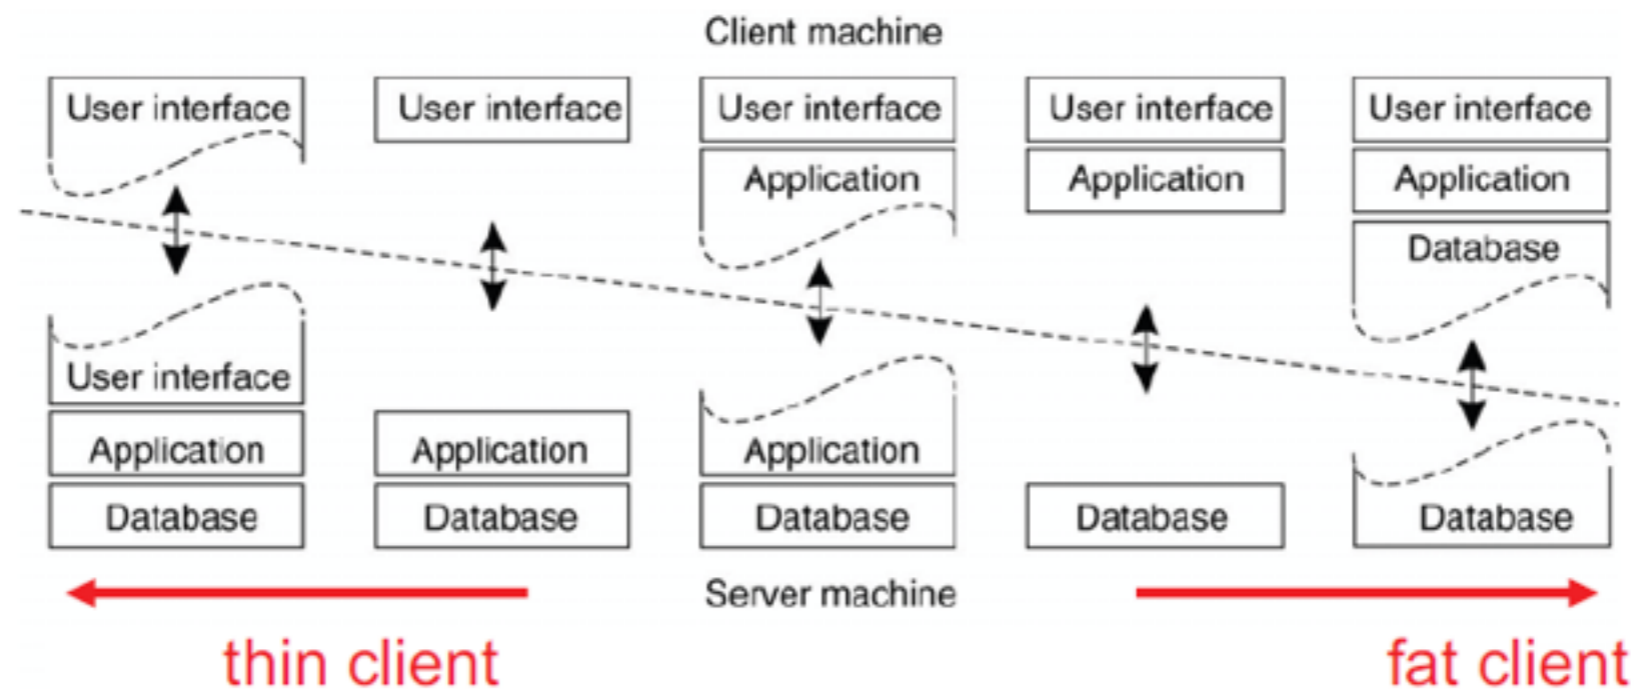 Client machine
User interface User interface User interface User interface User interface
Application Application Application
Database
User interface
Application Application Application
Database Database Database Database Database
Server machine
thin client fat client